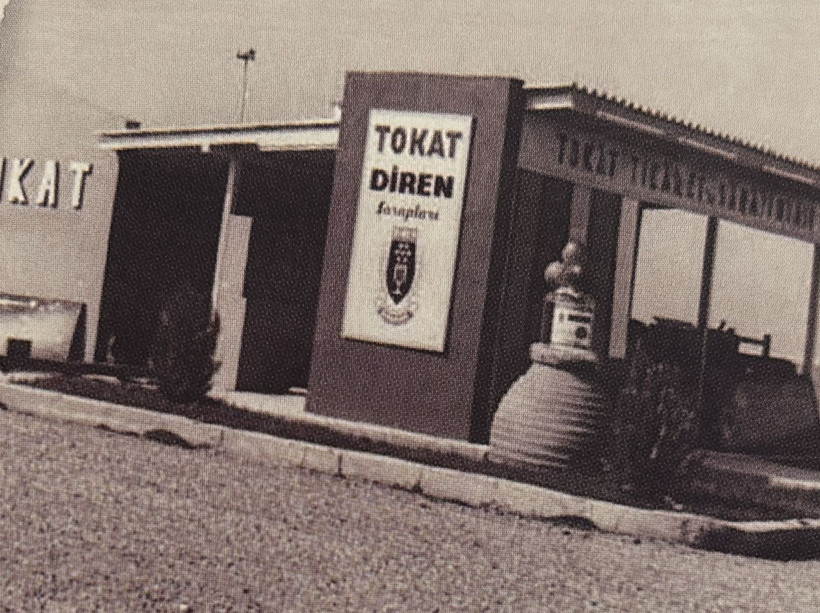 KAT
TOKAT
DİREN
Şarapları
TOKAT TİCARET